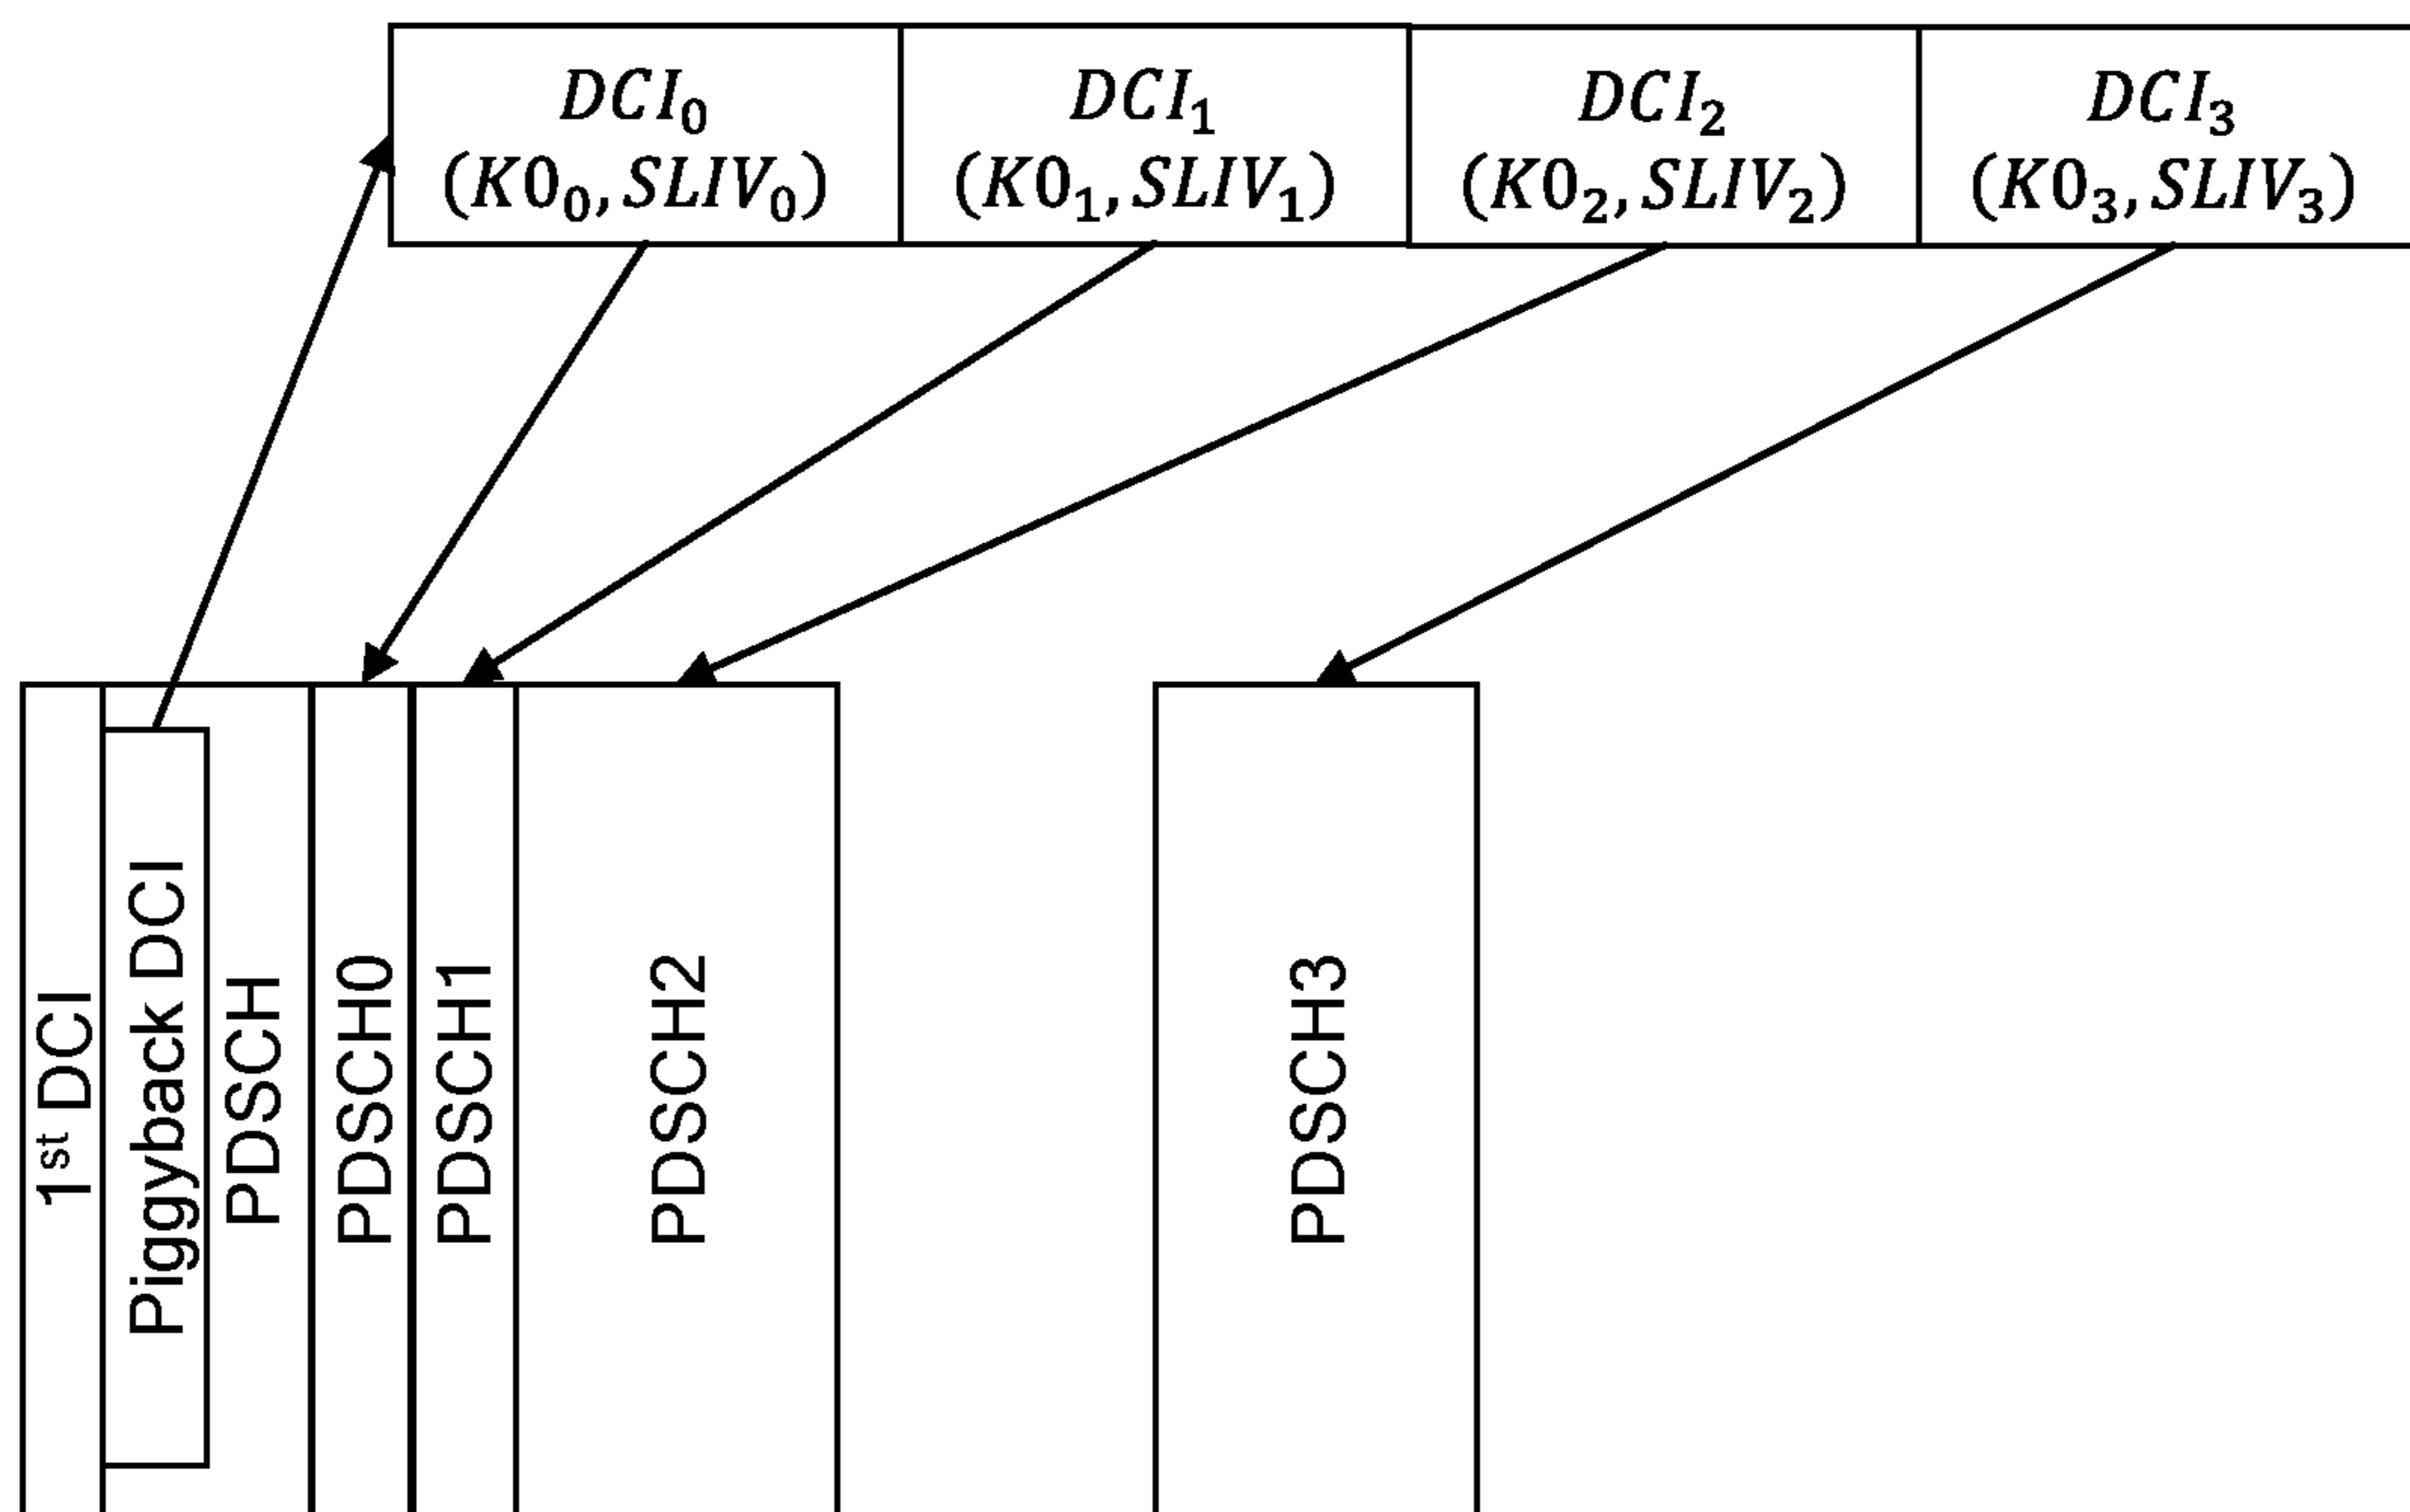 DCI₀
(K0₀, SLIV₀)
DCI₁
(K0₁, SLIV₁)
DCI₂
(K0₂, SLIV₂)
DCI₃
(K0₃, SLIV₃)
1st DCI
Piggyback DCI
PDSCH
PDSCH0
PDSCH1
PDSCH2
PDSCH3